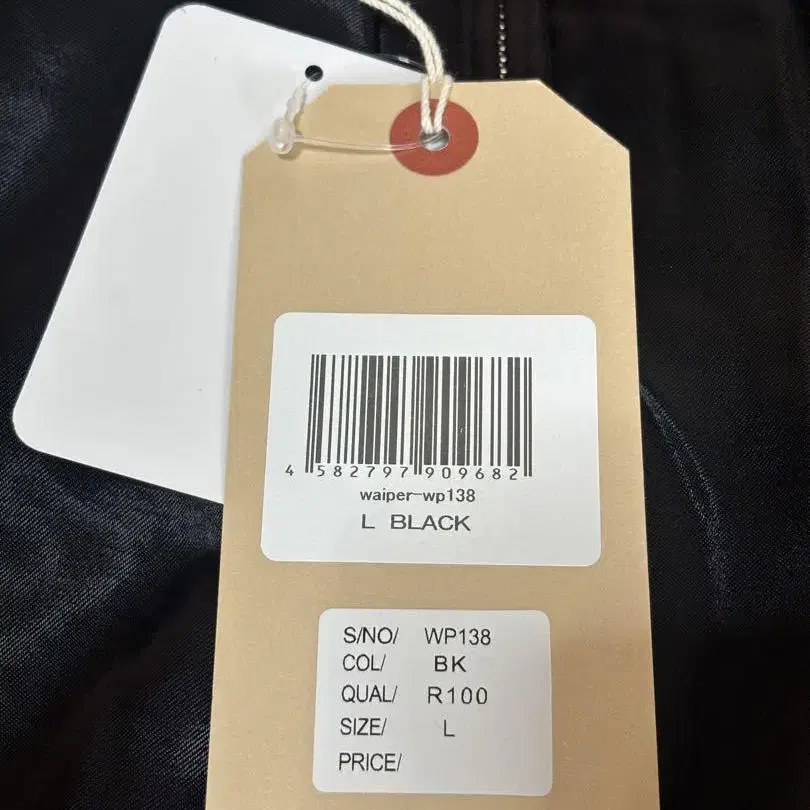 4 582797 909682
waiper-wp138
L BLACK
S/NO/ WP138
COL/ BK
QUAL/ R100
SIZE/ L
PRICE/